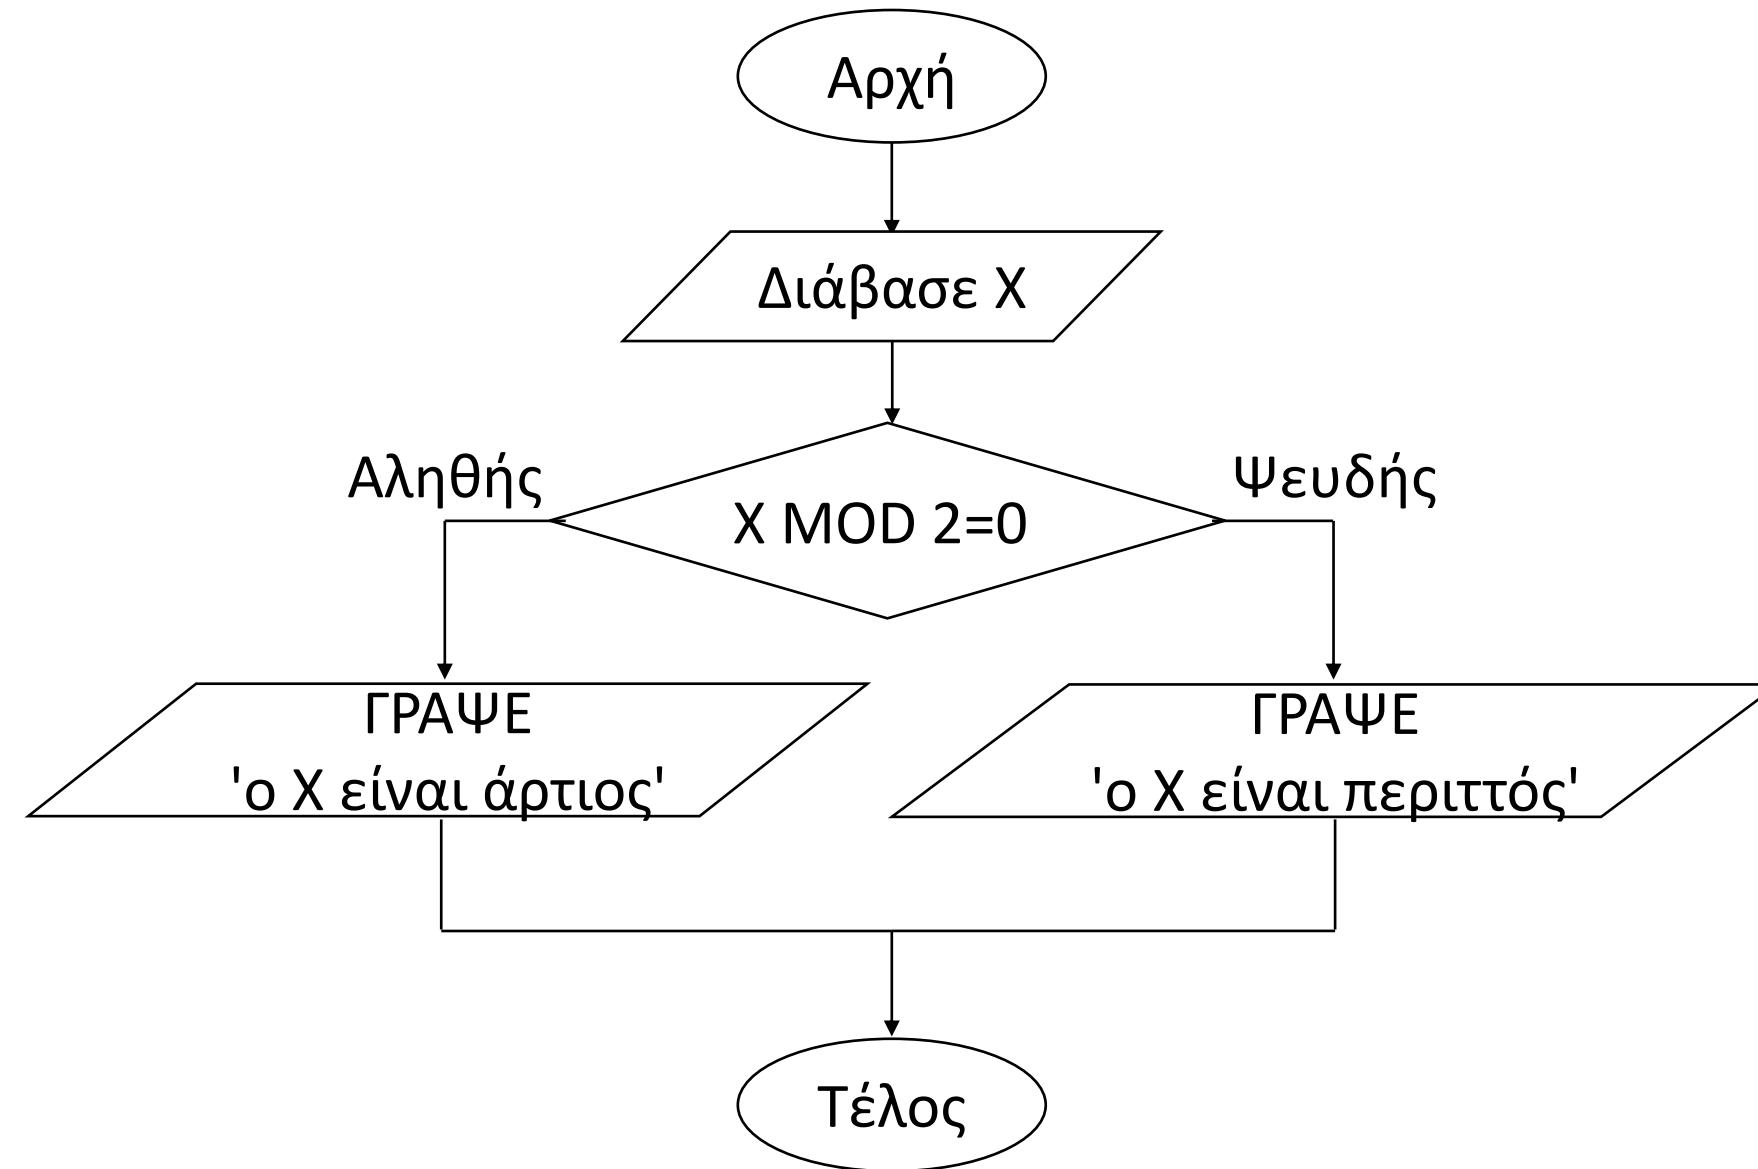 Αρχή
Διάβασε Χ
Αληθής
Ψευδής
Χ MOD 2=0
ΓΡΑΨΕ
'ο Χ είναι άρτιος'
ΓΡΑΨΕ
'ο Χ είναι περιττός'
Τέλος